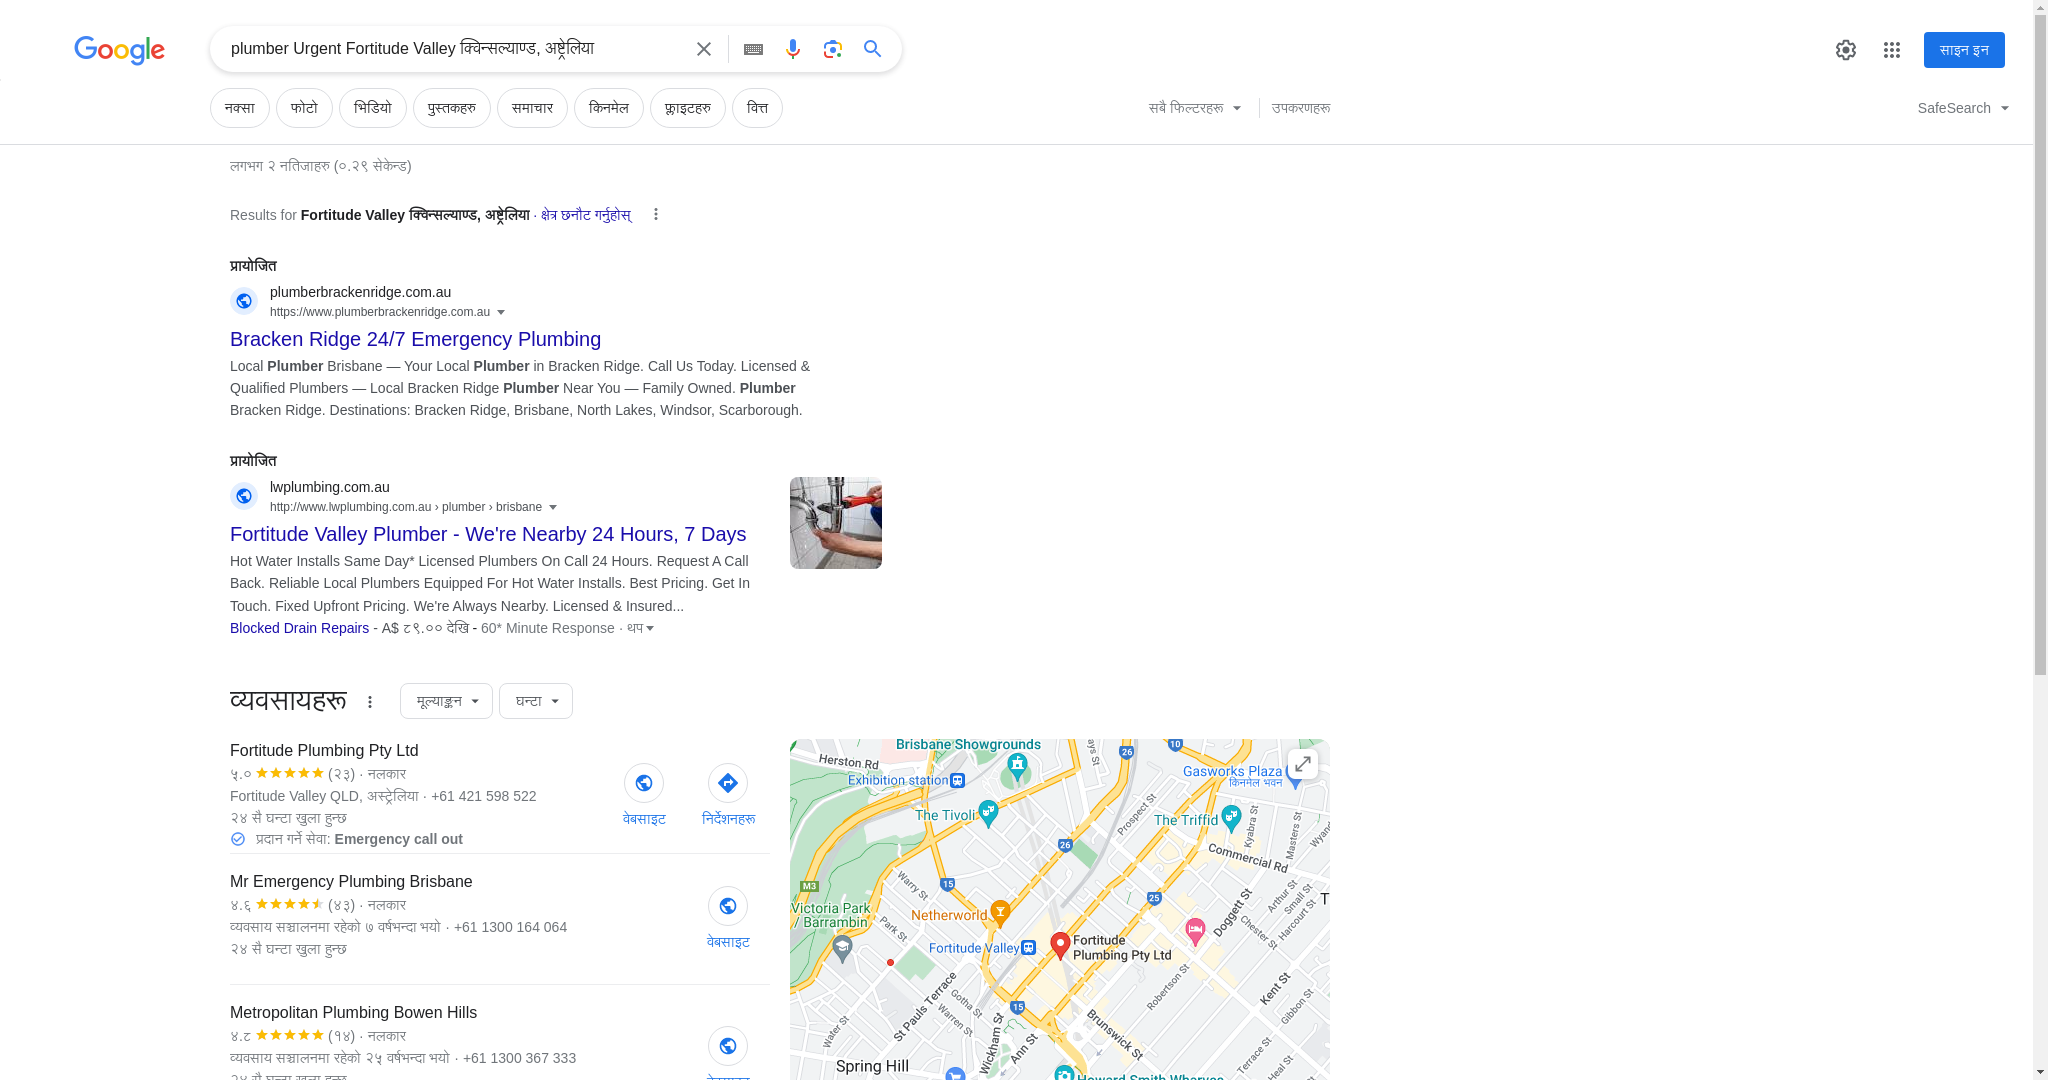 Google
plumber Urgent Fortitude Valley क्विन्सल्याण्ड, अष्ट्रेलिया
साइन इन
नक्सा
फोटो
भिडियो
पुस्तकहरु
समाचार
किनमेल
फ्लाइटहरु
वित्त
सबै फिल्टरहरू
उपकरणहरू
SafeSearch
लगभग २ नतिजाहरु (०.२९ सेकेन्ड)
Results for Fortitude Valley क्विन्सल्याण्ड, अष्ट्रेलिया · क्षेत्र छनौट गर्नुहोस्
प्रायोजित
plumberbrackenridge.com.au
https://www.plumberbrackenridge.com.au
Bracken Ridge 24/7 Emergency Plumbing
Local Plumber Brisbane — Your Local Plumber in Bracken Ridge. Call Us Today. Licensed &
Qualified Plumbers — Local Bracken Ridge Plumber Near You — Family Owned. Plumber
Bracken Ridge. Destinations: Bracken Ridge, Brisbane, North Lakes, Windsor, Scarborough.
प्रायोजित
lwplumbing.com.au
http://www.lwplumbing.com.au › plumber › brisbane
Fortitude Valley Plumber - We're Nearby 24 Hours, 7 Days
Hot Water Installs Same Day* Licensed Plumbers On Call 24 Hours. Request A Call
Back. Reliable Local Plumbers Equipped For Hot Water Installs. Best Pricing. Get In
Touch. Fixed Upfront Pricing. We're Always Nearby. Licensed & Insured...
Blocked Drain Repairs - A$ ८९.०० देखि - 60* Minute Response · थप
व्यवसायहरू
मूल्याङ्कन
घन्टा
Fortitude Plumbing Pty Ltd
५.० (२३) · नलकार
Fortitude Valley QLD, अस्ट्रेलिया · +61 421 598 522
२४ सै घन्टा खुला हुन्छ
प्रदान गर्ने सेवा: Emergency call out
वेबसाइट
निर्देशनहरू
Mr Emergency Plumbing Brisbane
४.६ (४३) · नलकार
व्यवसाय सञ्चालनमा रहेको ७ वर्षभन्दा भयो · +61 1300 164 064
२४ सै घन्टा खुला हुन्छ
वेबसाइट
Metropolitan Plumbing Bowen Hills
४.८ (१४) · नलकार
व्यवसाय सञ्चालनमा रहेको २५ वर्षभन्दा भयो · +61 1300 367 333
२४ सै घन्टा खुला हुन्छ
वेबसाइट
Brisbane Showgrounds
Herston Rd
Exhibition station
The Tivoli
26
10
Gasworks Plaza
किनमेल भवन
Prospect St
The Triffid
Kyabra St
Masters St
26
Commercial Rd
M3
15
Warry St
25
Victoria Park
/ Barrambin
Netherworld
Park St
Doggett St
Arthur St
Small St
Harcourt St
Chester St
Fortitude Valley
Fortitude
Plumbing Pty Ltd
Robertson St
Kent St
Gibbon St
St Pauls Terrace
Gotha St
Warren St
15
Water St
Wickham St
Ann St
Brunswick St
Terrace St
Heal St
Spring Hill
Howard Smith Wharves